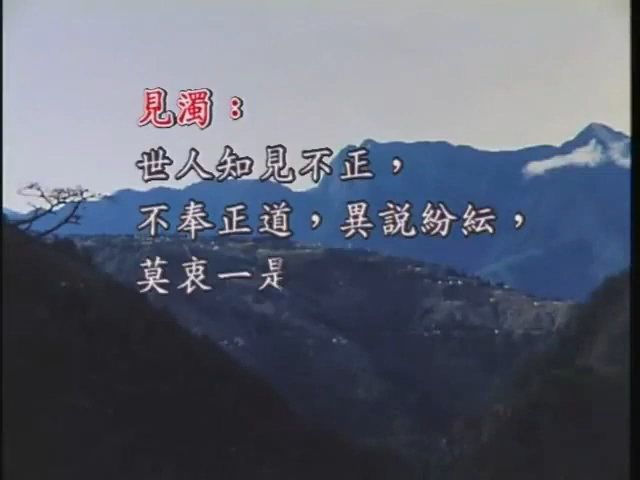 見濁：
世人知見不正，
不奉正道，異說紛紜，
莫衷一是